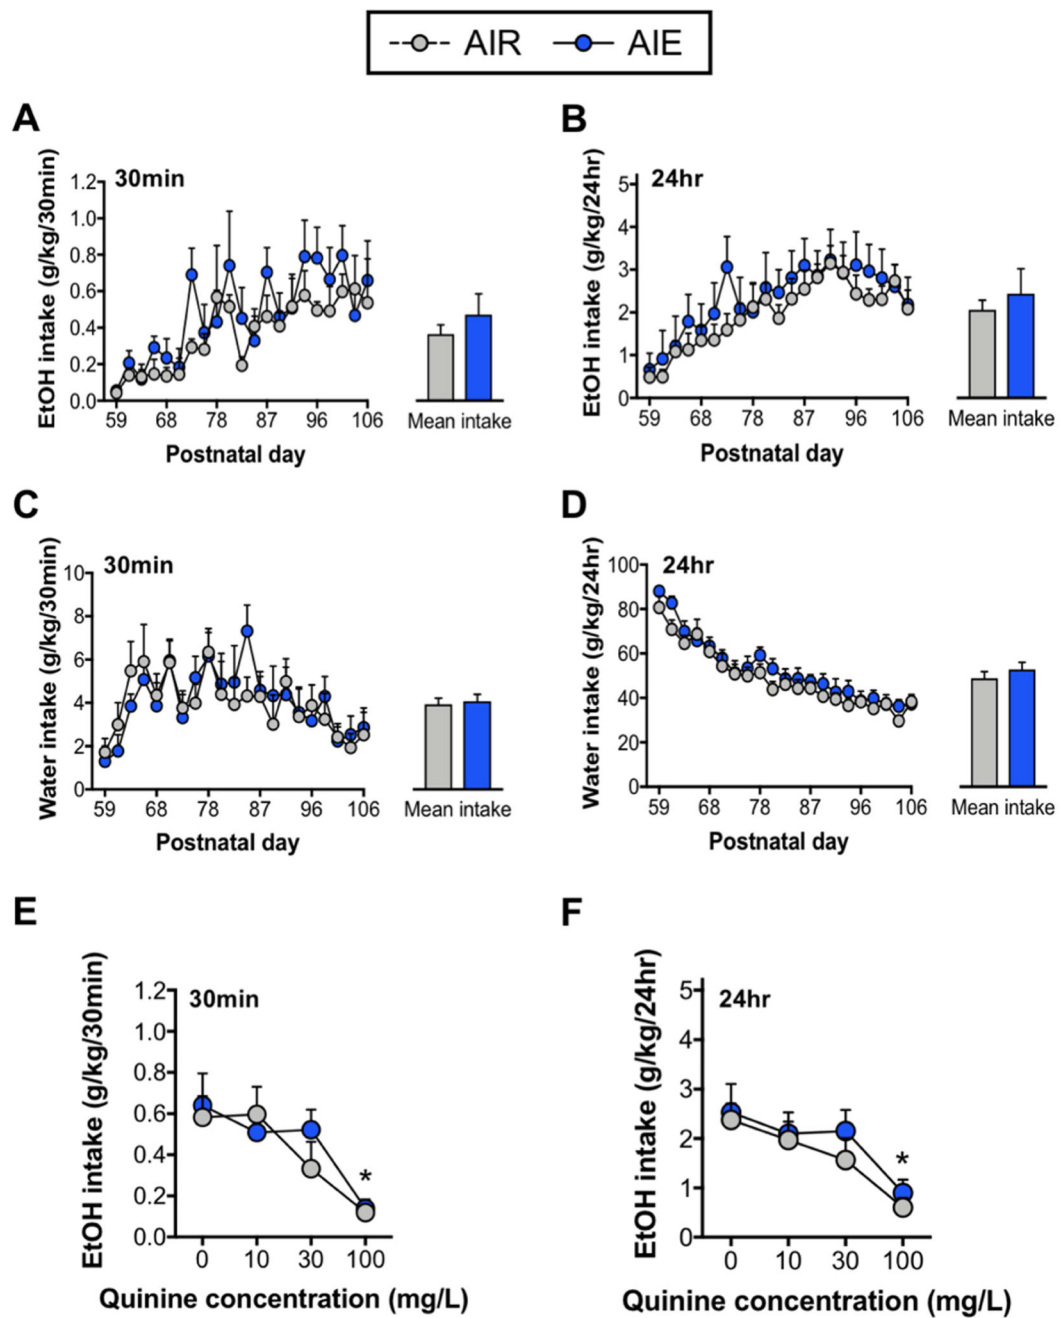 AIR AIE
A
EtOH intake (g/kg/30min)
30min
1.2
1.0
0.8
0.6
0.4
0.2
0.0
59 68 78 87 96 106
Postnatal day
Mean intake
B
EtOH intake (g/kg/24hr)
24hr
5
4
3
2
1
0
59 68 78 87 96 106
Postnatal day
Mean intake
C
Water intake (g/kg/30min)
30min
10
8
6
4
2
0
59 68 78 87 96 106
Postnatal day
Mean intake
D
Water intake (g/kg/24hr)
24hr
100
80
60
40
20
0
59 68 78 87 96 106
Postnatal day
Mean intake
E
EtOH intake (g/kg/30min)
30min
1.2
1.0
0.8
0.6
0.4
0.2
0.0
*
0 10 30 100
Quinine concentration (mg/L)
F
EtOH intake (g/kg/24hr)
24hr
5
4
3
2
1
0
*
0 10 30 100
Quinine concentration (mg/L)